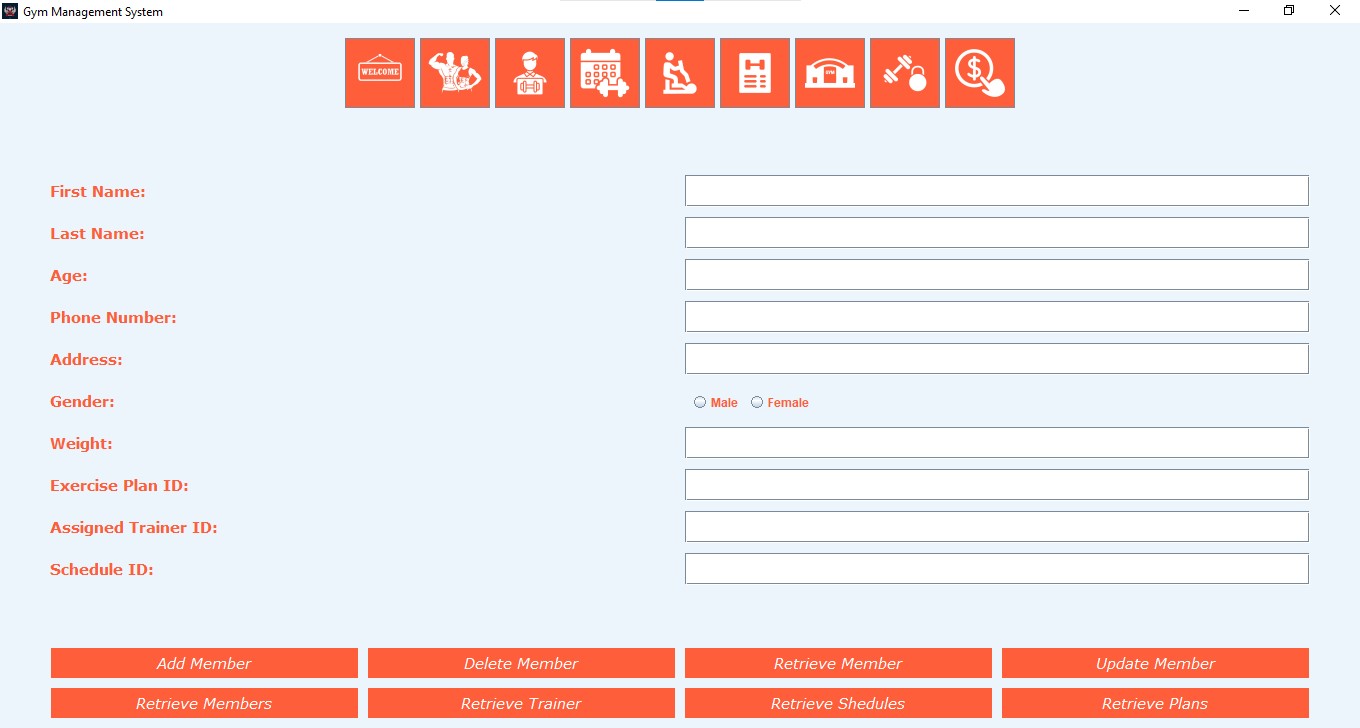 Gym Management System
WELCOME
GYM
First Name:
Last Name:
Age:
Phone Number:
Address:
Gender: Male Female
Weight:
Exercise Plan ID:
Assigned Trainer ID:
Schedule ID:
Add Member Delete Member Retrieve Member Update Member
Retrieve Members Retrieve Trainer Retrieve Shedules Retrieve Plans